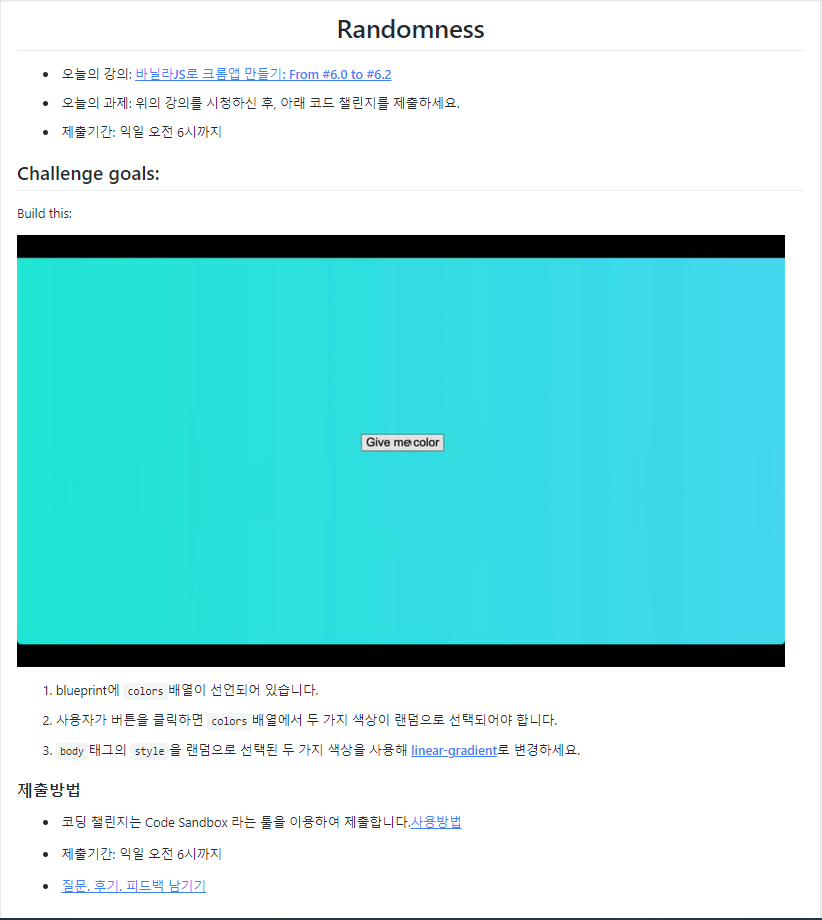 Randomness
오늘의 강의: 바닐라JS로 크롬앱 만들기: From #6.0 to #6.2
오늘의 과제: 위의 강의를 시청하신 후, 아래 코드 챌린지를 제출하세요.
제출기간: 익일 오전 6시까지
Challenge goals:
Build this:
Give me color
1. blueprint에 colors 배열이 선언되어 있습니다.
2. 사용자가 버튼을 클릭하면 colors 배열에서 두 가지 색상이 랜덤으로 선택되어야 합니다.
3. body 태그의 style 을 랜덤으로 선택된 두 가지 색상을 사용해 linear-gradient로 변경하세요.
제출방법
코딩 챌린지는 Code Sandbox 라는 툴을 이용하여 제출합니다.사용방법
제출기간: 익일 오전 6시까지
질문. 후기. 피드백 남기기